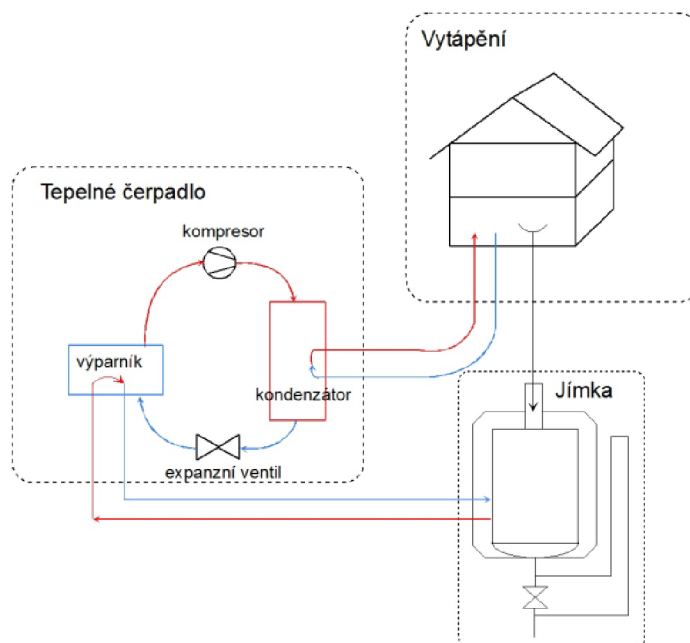 Vytápění
Tepelné čerpadlo
kompresor
výparník
kondenzátor
Jímka
expanzní ventil